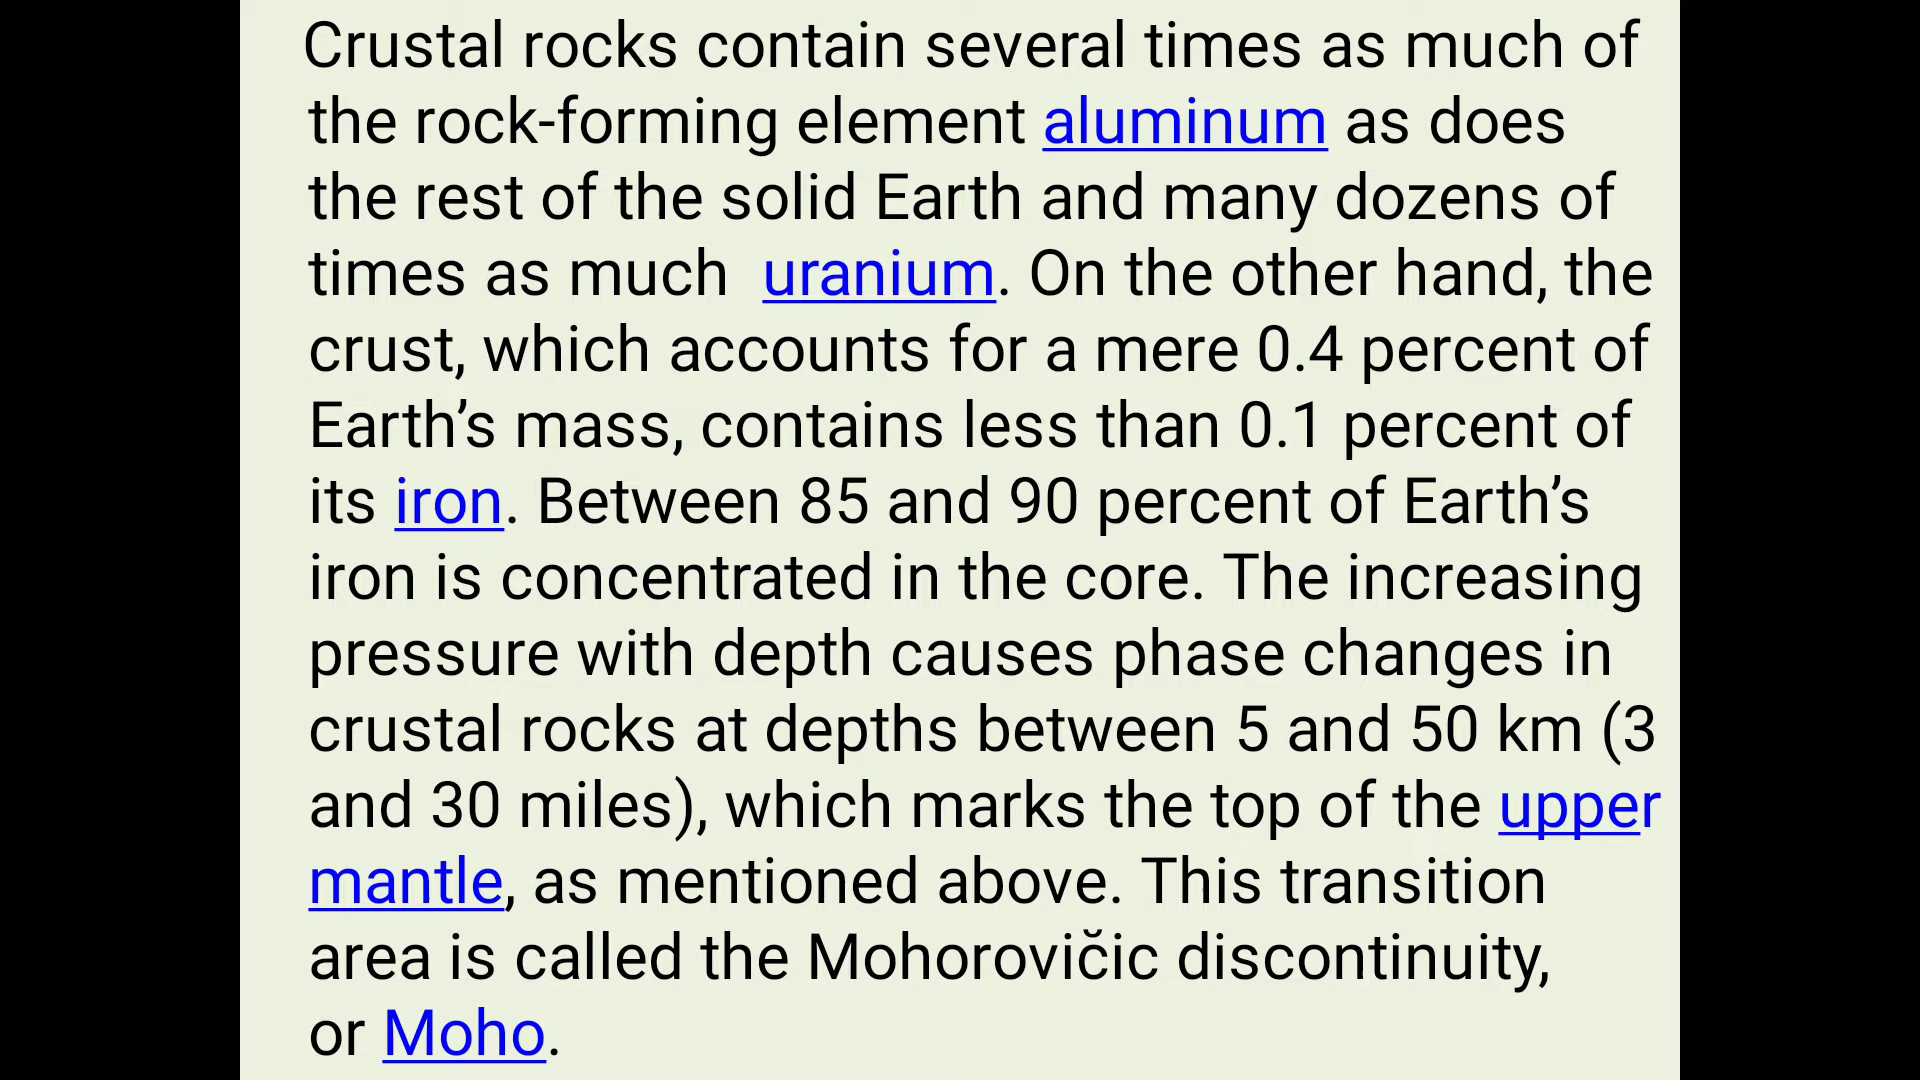 Crustal rocks contain several times as much of
the rock-forming element aluminum as does
the rest of the solid Earth and many dozens of
times as much  uranium. On the other hand, the
crust, which accounts for a mere 0.4 percent of
Earth’s mass, contains less than 0.1 percent of
its iron. Between 85 and 90 percent of Earth’s
iron is concentrated in the core. The increasing
pressure with depth causes phase changes in
crustal rocks at depths between 5 and 50 km (3
and 30 miles), which marks the top of the upper
mantle, as mentioned above. This transition
area is called the Mohorovičic discontinuity,
or Moho.